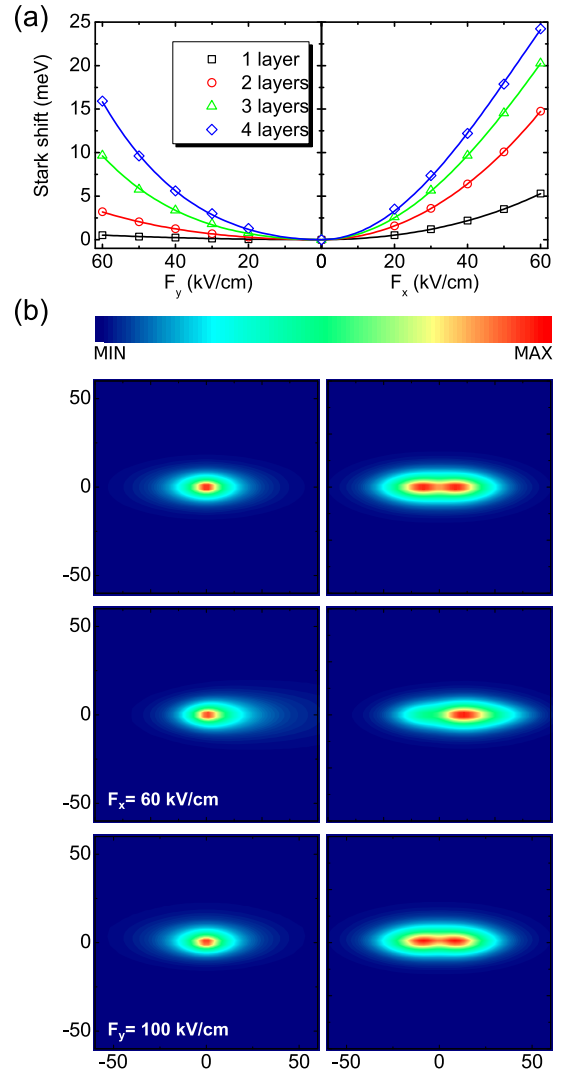 (a)
Stark shift (meV)
25
20
15
10
5
0
1 layer
2 layers
3 layers
4 layers
60 40 20 0 20 40 60
F_y (kV/cm) F_x (kV/cm)
(b)
MIN MAX
50
0
-50
50
0
-50
F_x= 60 kV/cm
50
0
-50
F_y= 100 kV/cm
-50 0 50 -50 0 50